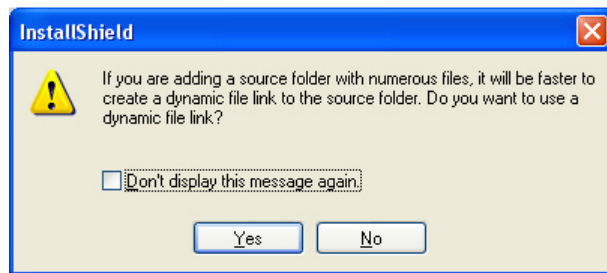 InstallShield
If you are adding a source folder with numerous files, it will be faster to
create a dynamic file link to the source folder. Do you want to use a
dynamic file link?
Don't display this message again.
Yes No